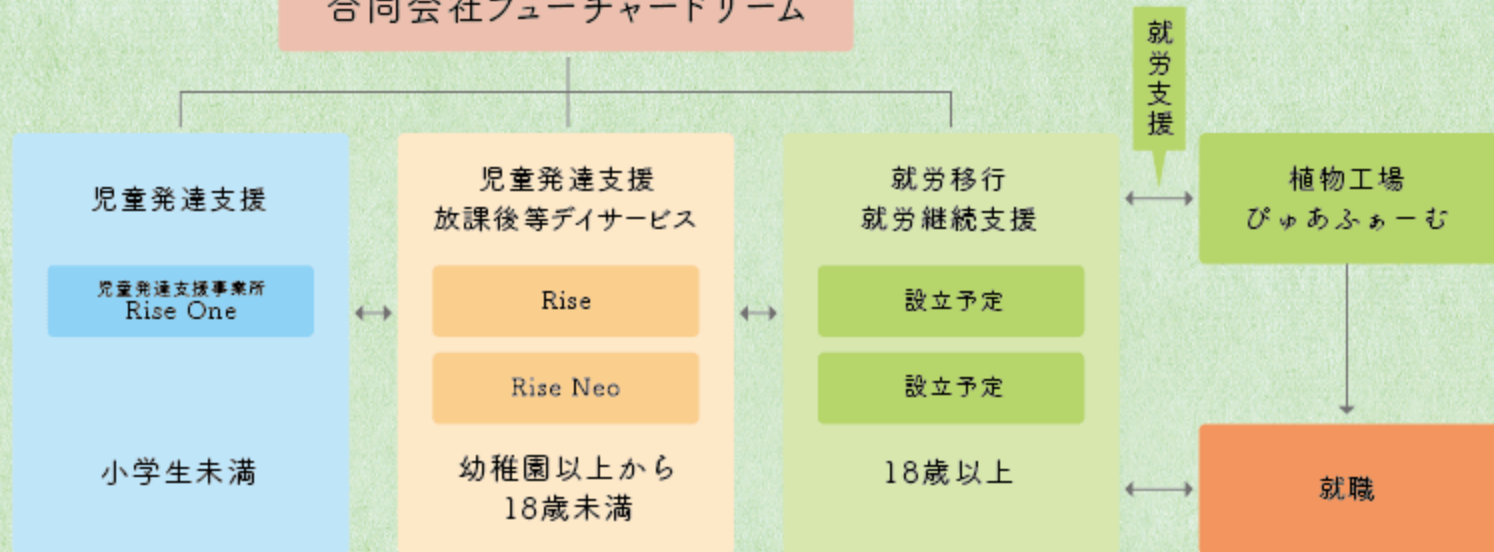 合同会社フューチャードリーム
就労支援
児童発達支援
児童発達支援事業所
Rise One
小学生未満
児童発達支援
放課後等デイサービス
Rise
Rise Neo
幼稚園以上から
18歳未満
就労移行
就労継続支援
設立予定
設立予定
18歳以上
植物工場
ぴゅあふぁーむ
就職